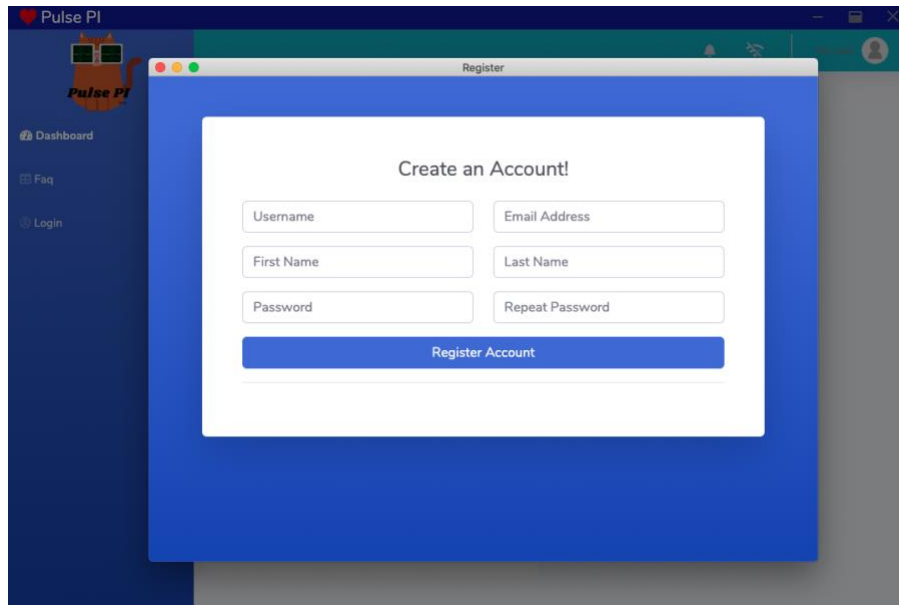 Pulse PI
Register
Pulse PI
Dashboard
Faq
Login
Create an Account!
Username
Email Address
First Name
Last Name
Password
Repeat Password
Register Account